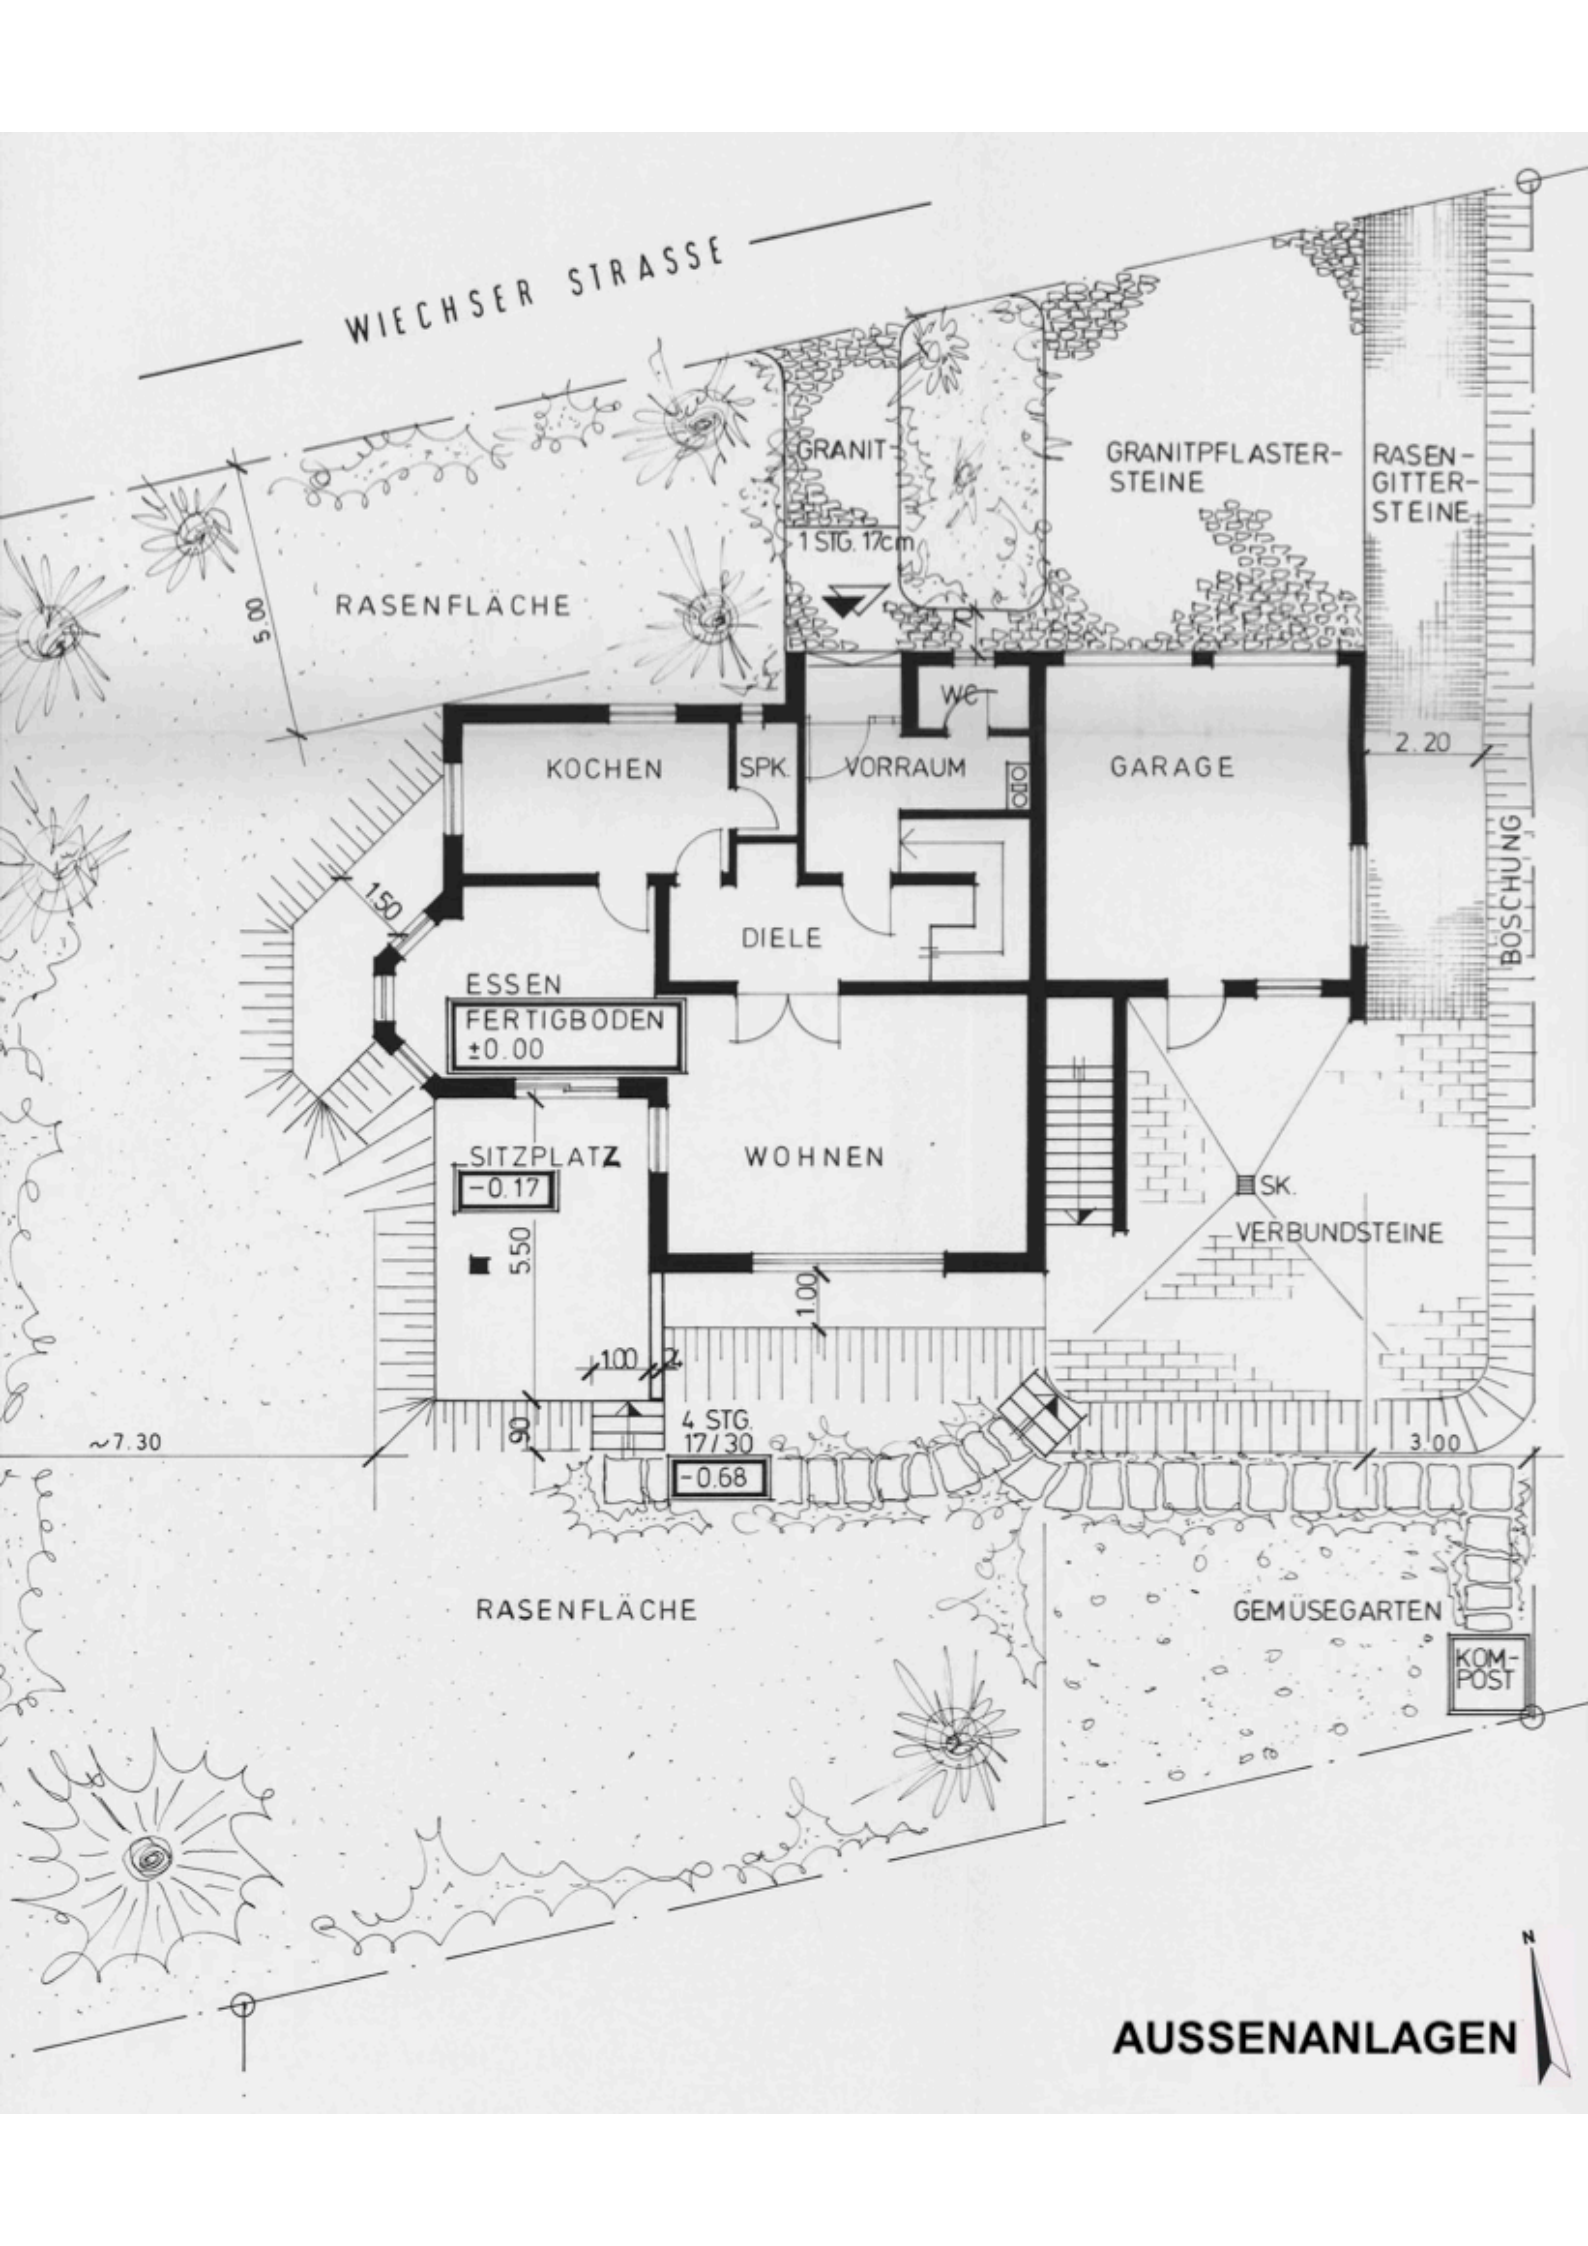 WIECHSER STRASSE
GRANIT-
GRANITPFLASTER-
STEINE
RASEN-
GITTER-
STEINE
1 STG. 17cm
5.00
RASENFLÄCHE
WC
KOCHEN
SPK.
VORRAUM
GARAGE
2.20
BÖSCHUNG
1.50
DIELE
ESSEN
FERTIGBODEN
±0.00
SITZPLATZ
-0.17
WOHNEN
SK.
VERBUNDSTEINE
5.50
1.00
100
24
90
4 STG.
17/30
-0.68
~7.30
3.00
RASENFLÄCHE
GEMÜSEGARTEN
KOM-
POST
N
AUSSENANLAGEN